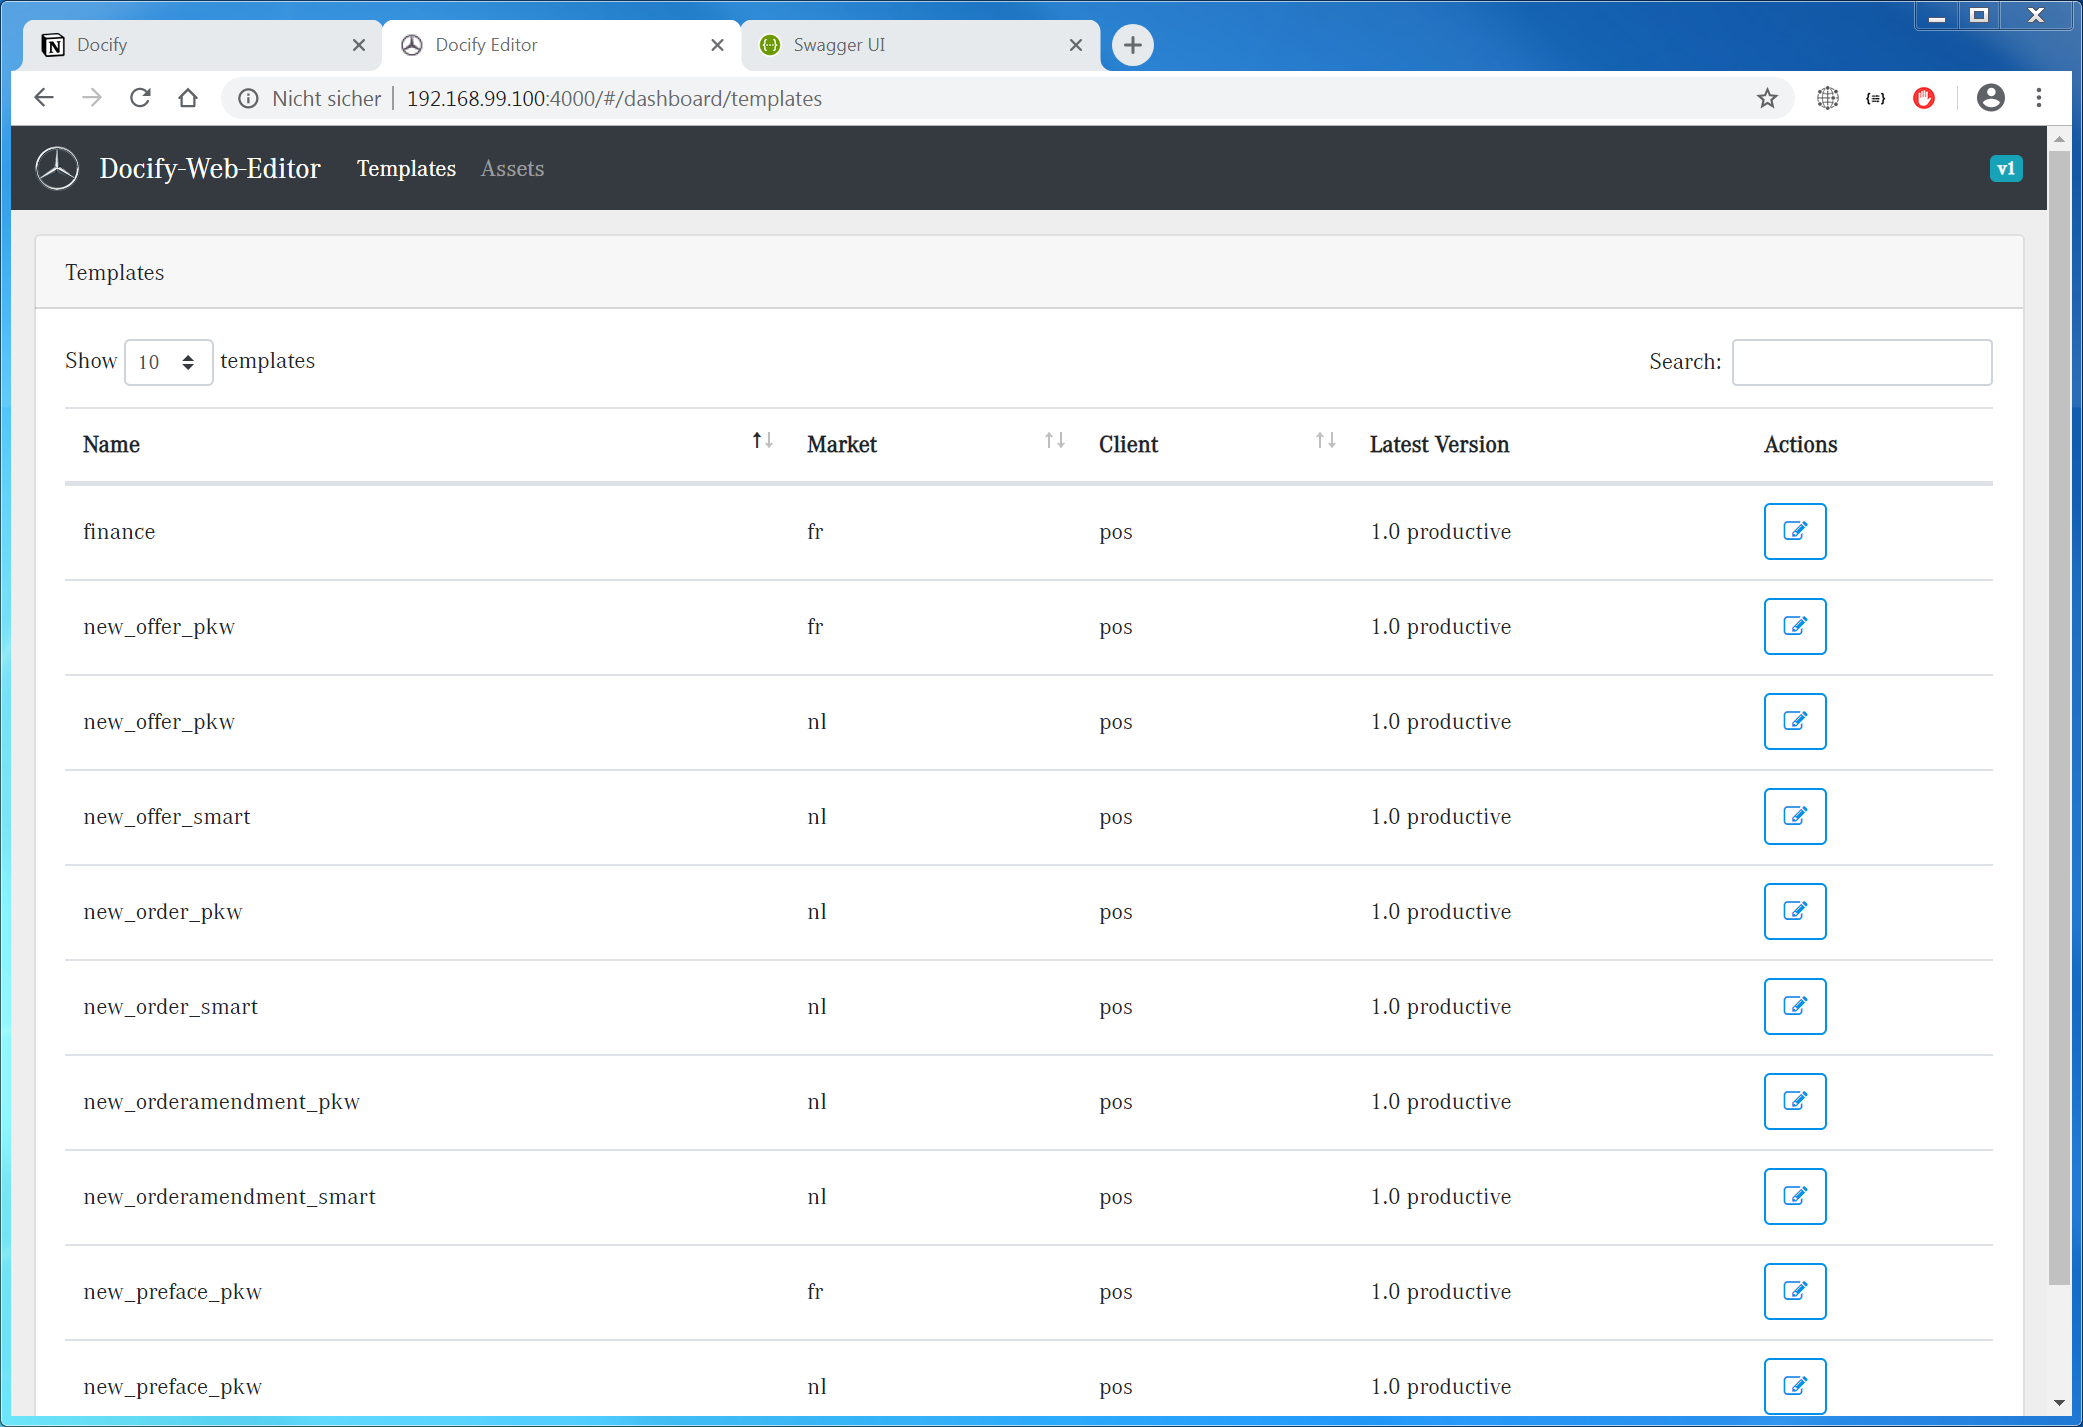 Docify
Docify Editor
Swagger UI
Nicht sicher 192.168.99.100:4000/#/dashboard/templates
Docify-Web-Editor Templates Assets v1
Templates
Show 10 templates Search:
Name Market Client Latest Version Actions
finance fr pos 1.0 productive
new_offer_pkw fr pos 1.0 productive
new_offer_pkw nl pos 1.0 productive
new_offer_smart nl pos 1.0 productive
new_order_pkw nl pos 1.0 productive
new_order_smart nl pos 1.0 productive
new_orderamendment_pkw nl pos 1.0 productive
new_orderamendment_smart nl pos 1.0 productive
new_preface_pkw fr pos 1.0 productive
new_preface_pkw nl pos 1.0 productive